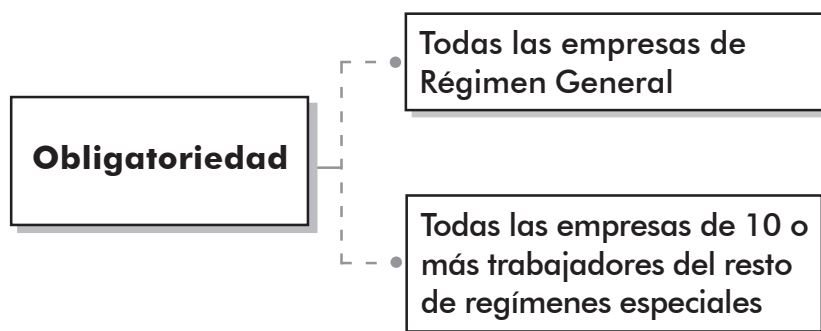 Todas las empresas de
Régimen General
Obligatoriedad
Todas las empresas de 10 o
más trabajadores del resto
de regímenes especiales